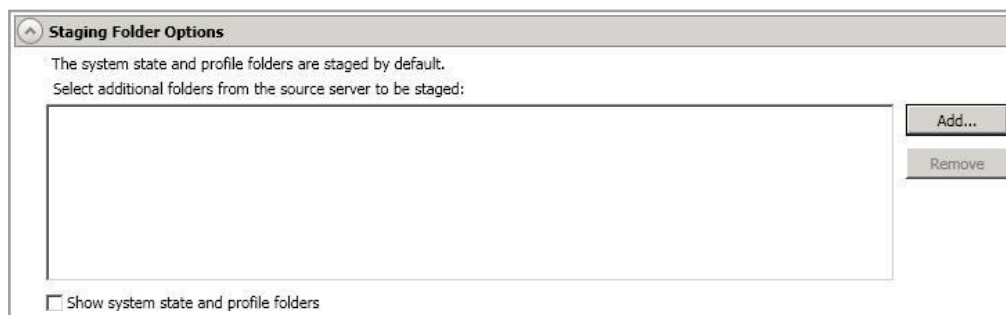 Staging Folder Options
The system state and profile folders are staged by default.
Select additional folders from the source server to be staged:
Add...
Remove
Show system state and profile folders